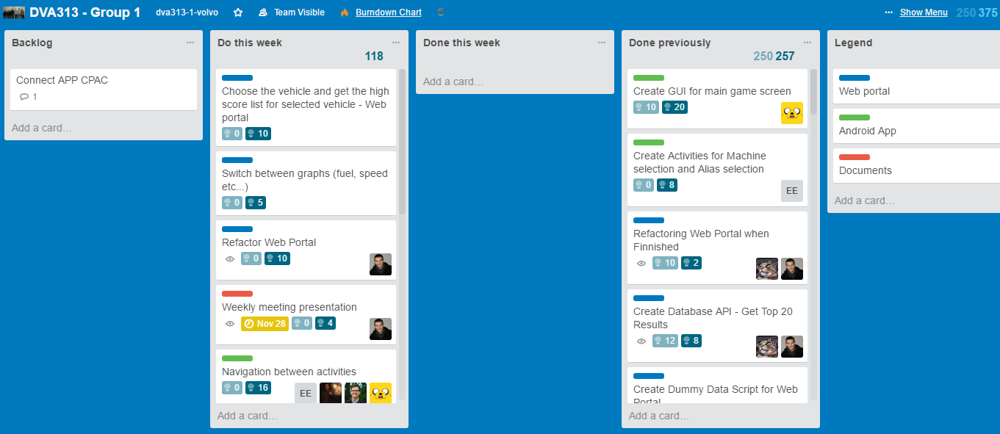 DVA313 - Group 1
dva313-1-volvo
Team Visible
Burndown Chart
... Show Menu
250 375
Backlog
...
Connect APP CPAC
1
Add a card...
Do this week
...
118
Choose the vehicle and get the high
score list for selected vehicle - Web
portal
0 10
Switch between graphs (fuel, speed
etc...)
0 5
Refactor Web Portal
0 10
Weekly meeting presentation
Nov 28 0 4
Navigation between activities
0 16
EE
Add a card...
Done this week
...
Add a card...
Done previously
...
250 257
Create GUI for main game screen
10 20
Create Activities for Machine
selection and Alias selection
0 8
EE
Refactoring Web Portal when
Finnished
10 2
Create Database API - Get Top 20
Results
12 8
Create Dummy Data Script for Web
Portal
Add a card...
Legend
Web portal
Android App
Documents
Add a card...